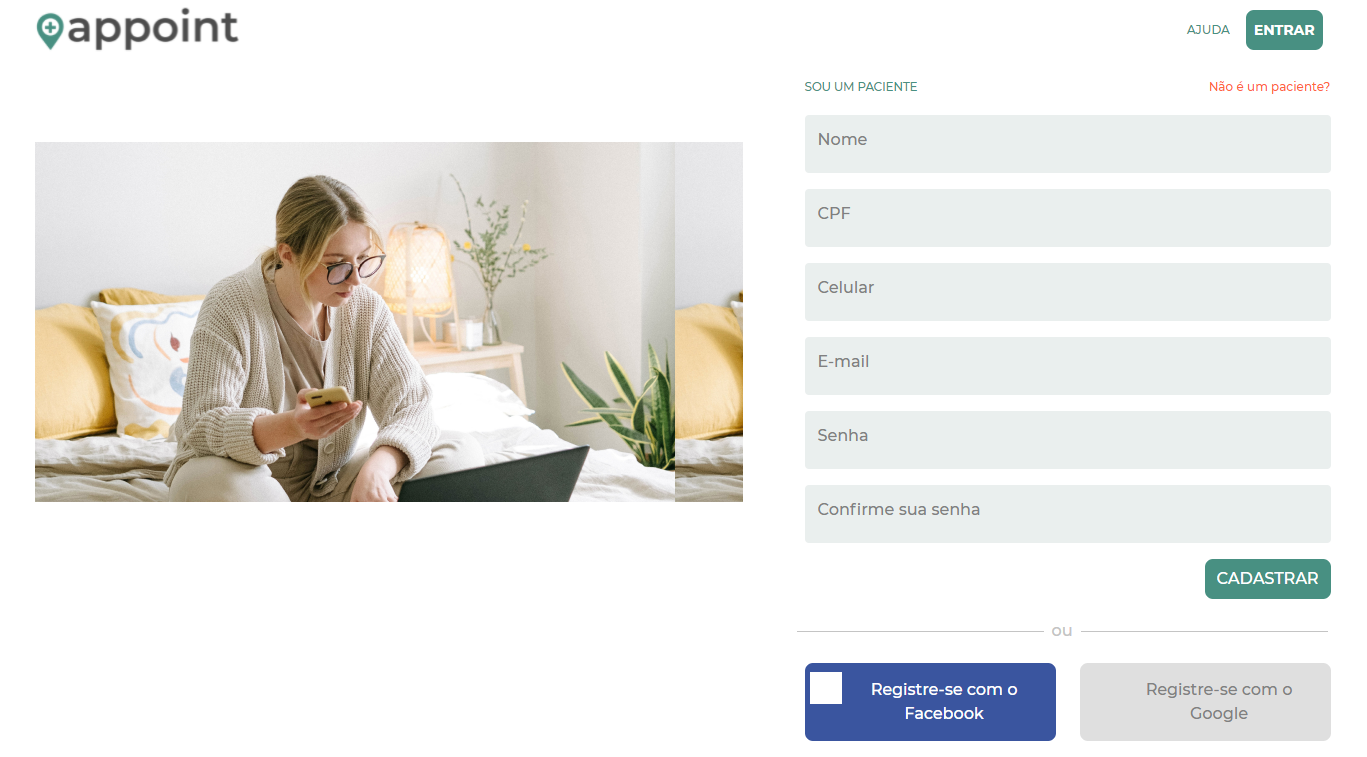 appoint
AJUDA
ENTRAR
SOU UM PACIENTE
Não é um paciente?
Nome
CPF
Celular
E-mail
Senha
Confirme sua senha
CADASTRAR
ou
Registre-se com o
Facebook
Registre-se com o
Google